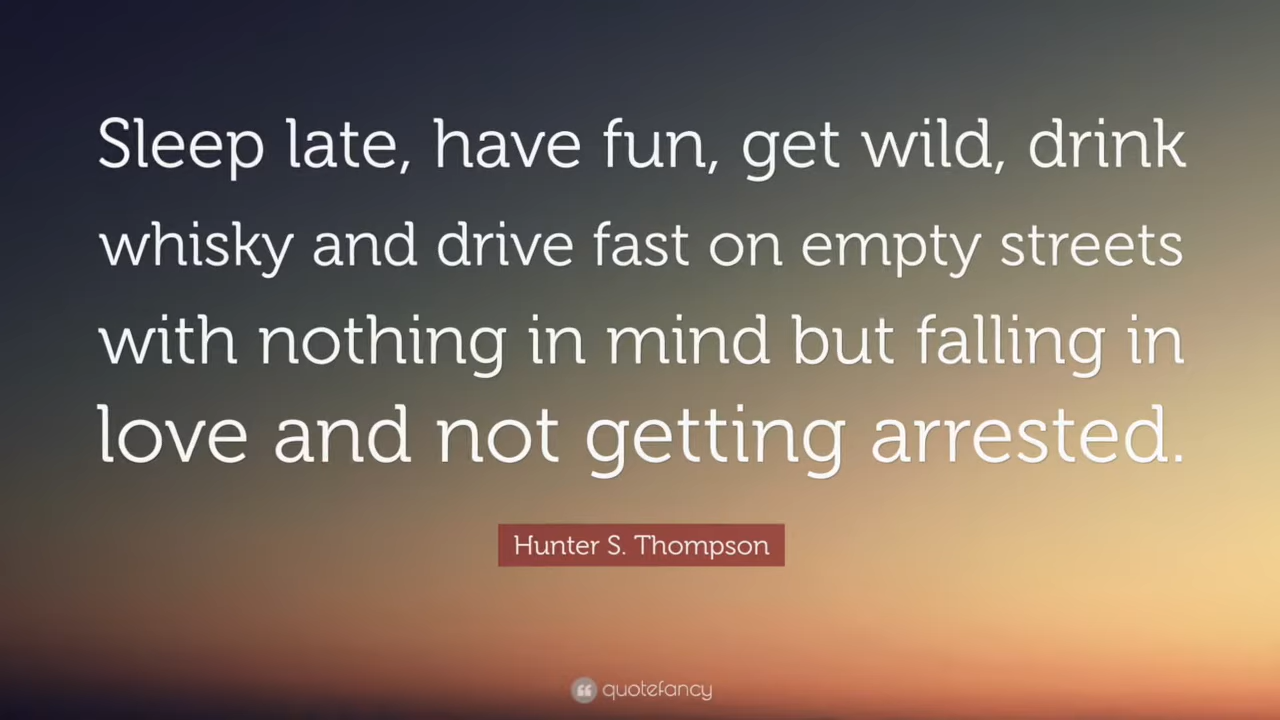 Sleep late, have fun, get wild, drink
whisky and drive fast on empty streets
with nothing in mind but falling in
love and not getting arrested.
Hunter S. Thompson
quotefancy